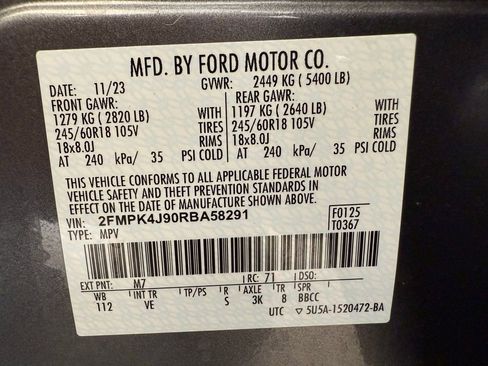 MFD. BY FORD MOTOR CO.
DATE: 11/23 GVWR: 2449 KG ( 5400 LB)
FRONT GAWR: REAR GAWR:
1279 KG ( 2820 LB) WITH 1197 KG ( 2640 LB) WITH
245/60R18 105V TIRES 245/60R18 105V TIRES
18x8.0J RIMS 18x8.0J RIMS
AT 240 kPa/ 35 PSI COLD AT 240 kPa/ 35 PSI COLD
THIS VEHICLE CONFORMS TO ALL APPLICABLE FEDERAL MOTOR
VEHICLE SAFETY AND THEFT PREVENTION STANDARDS IN
EFFECT ON THE DATE OF MANUFACTURE SHOWN ABOVE.
VIN: 2FMPK4J90RBA58291 F0125
TYPE: MPV T0367
EXT PNT: M7 RC: 71 DSO:
WB INT TR TP/PS R AXLE TR SPR
112 VE S 3K 8 BBCC
UTC 5U5A-1520472-BA